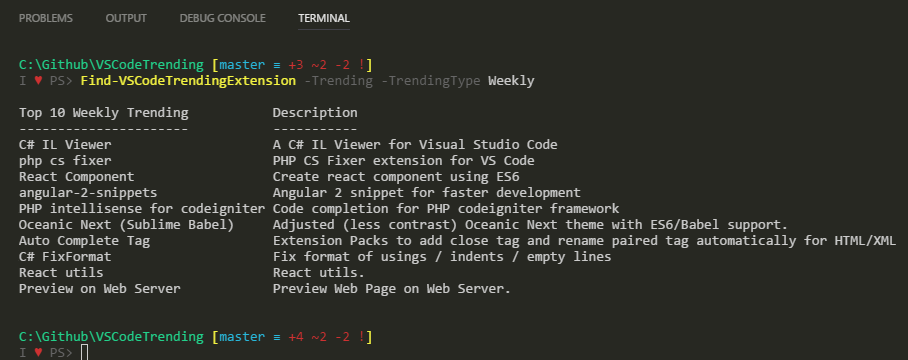 PROBLEMS OUTPUT DEBUG CONSOLE TERMINAL
C:\Github\VSCodeTrending [master ≡ +3 ~2 -2 !]
I ♥ PS> Find-VSCodeTrendingExtension -Trending -TrendingType Weekly
Top 10 Weekly Trending Description
---------------------- -----------
C# IL Viewer A C# IL Viewer for Visual Studio Code
php cs fixer PHP CS Fixer extension for VS Code
React Component Create react component using ES6
angular-2-snippets Angular 2 snippet for faster development
PHP intellisense for codeigniter Code completion for PHP codeigniter framework
Oceanic Next (Sublime Babel) Adjusted (less contrast) Oceanic Next theme with ES6/Babel support.
Auto Complete Tag Extension Packs to add close tag and rename paired tag automatically for HTML/XML
C# FixFormat Fix format of usings / indents / empty lines
React utils React utils.
Preview on Web Server Preview Web Page on Web Server.
C:\Github\VSCodeTrending [master ≡ +4 ~2 -2 !]
I ♥ PS>